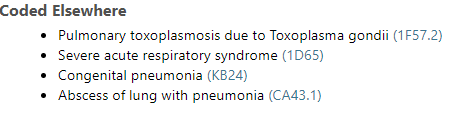 Coded Elsewhere
• Pulmonary toxoplasmosis due to Toxoplasma gondii (1F57.2)
• Severe acute respiratory syndrome (1D65)
• Congenital pneumonia (KB24)
• Abscess of lung with pneumonia (CA43.1)